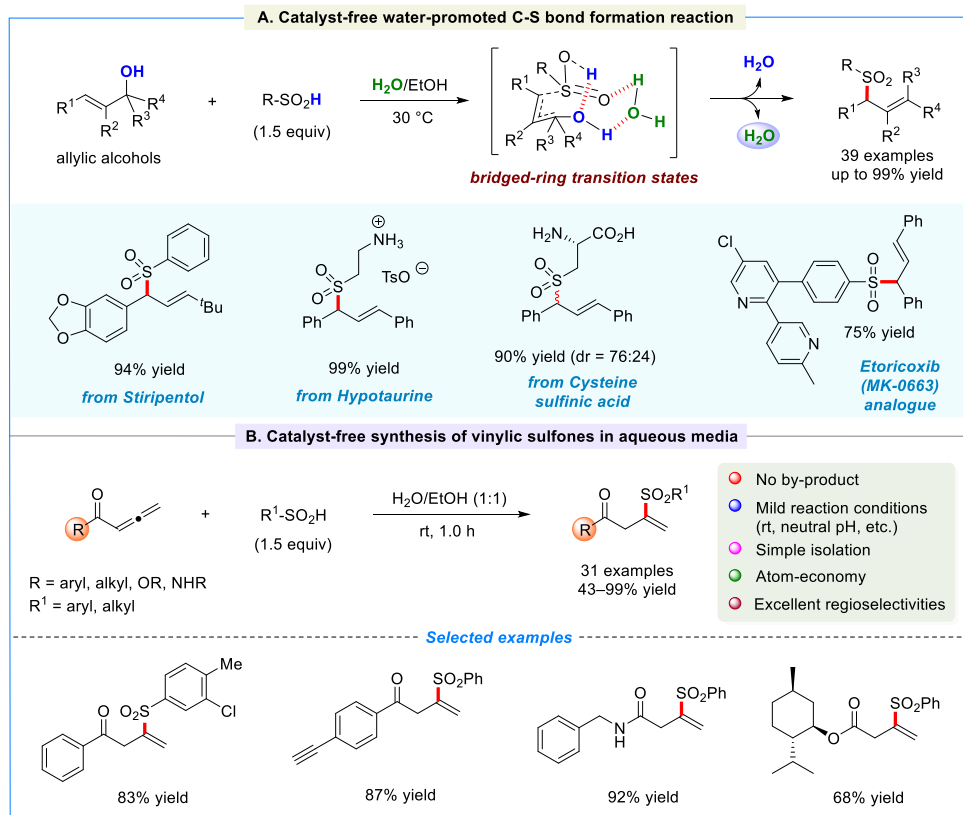 A. Catalyst-free water-promoted C-S bond formation reaction
OH
R¹
R²
R³
R⁴
allylic alcohols
+
R-SO₂H
(1.5 equiv)
H₂O/EtOH
30 °C
O
H
R
R¹
S
O
H
O
H
R²
R³
R⁴
O
H
bridged-ring transition states
H₂O
H₂O
R
SO₂
R³
R¹
R⁴
R²
39 examples
up to 99% yield
O
S
O
O
O
tBu
94% yield
from Stiripentol
NH₃
+
O
S
O
TsO −
Ph
Ph
99% yield
from Hypotaurine
H₂N
CO₂H
O
S
O
Ph
Ph
90% yield (dr = 76:24)
from Cysteine
sulfinic acid
Cl
N
N
O
S
O
Ph
Ph
75% yield
Etoricoxib
(MK-0663)
analogue
B. Catalyst-free synthesis of vinylic sulfones in aqueous media
O
R
+
R¹-SO₂H
(1.5 equiv)
H₂O/EtOH (1:1)
rt, 1.0 h
O
SO₂R¹
R
R = aryl, alkyl, OR, NHR
R¹ = aryl, alkyl
31 examples
43–99% yield
No by-product
Mild reaction conditions
(rt, neutral pH, etc.)
Simple isolation
Atom-economy
Excellent regioselectivities
Selected examples
Me
Cl
O
O₂
S
83% yield
O
SO₂Ph
87% yield
O
SO₂Ph
N
H
92% yield
O
SO₂Ph
O
68% yield